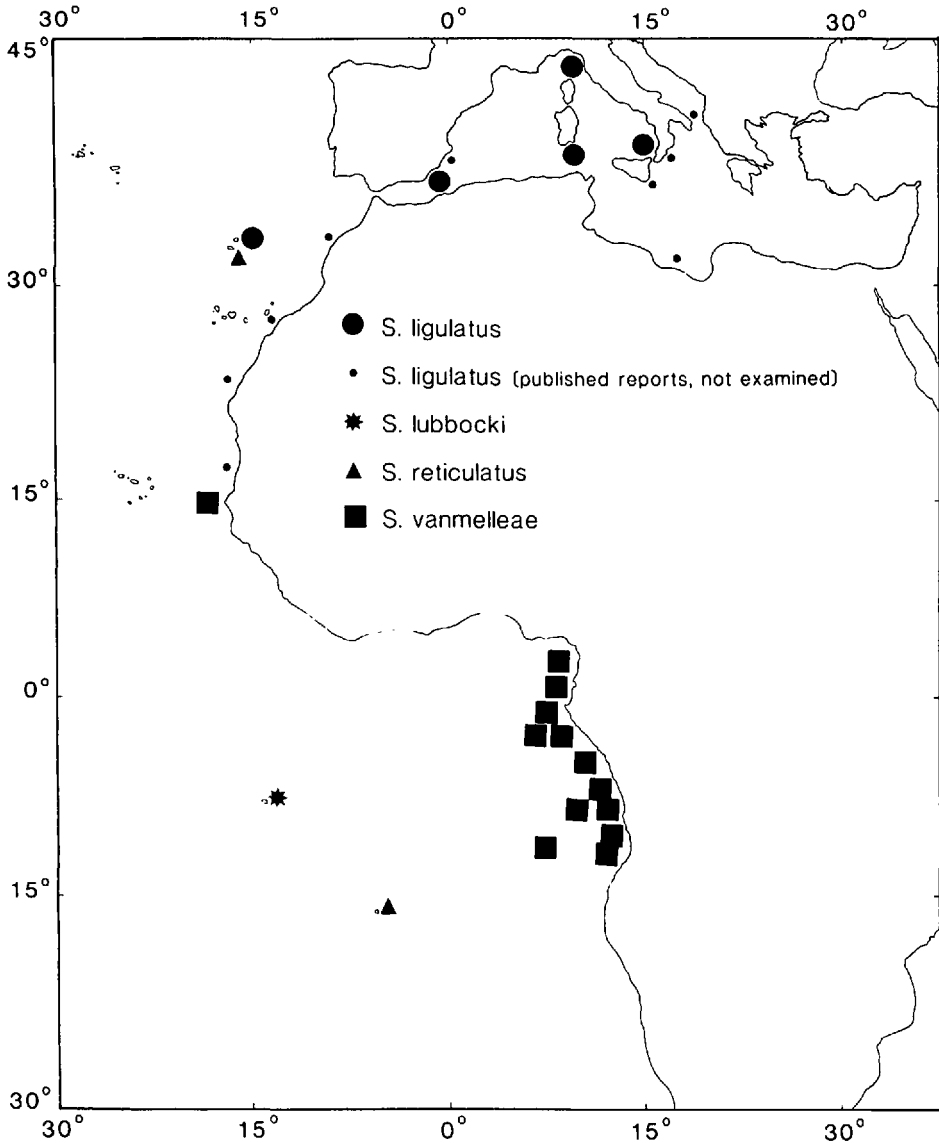 30° 15° 0° 15° 30°
45°
30°
S. ligulatus
S. ligulatus (published reports, not examined)
S. lubbocki
S. reticulatus
15°
S. vanmelleae
0°
15°
30°
30° 15° 0° 15° 30°